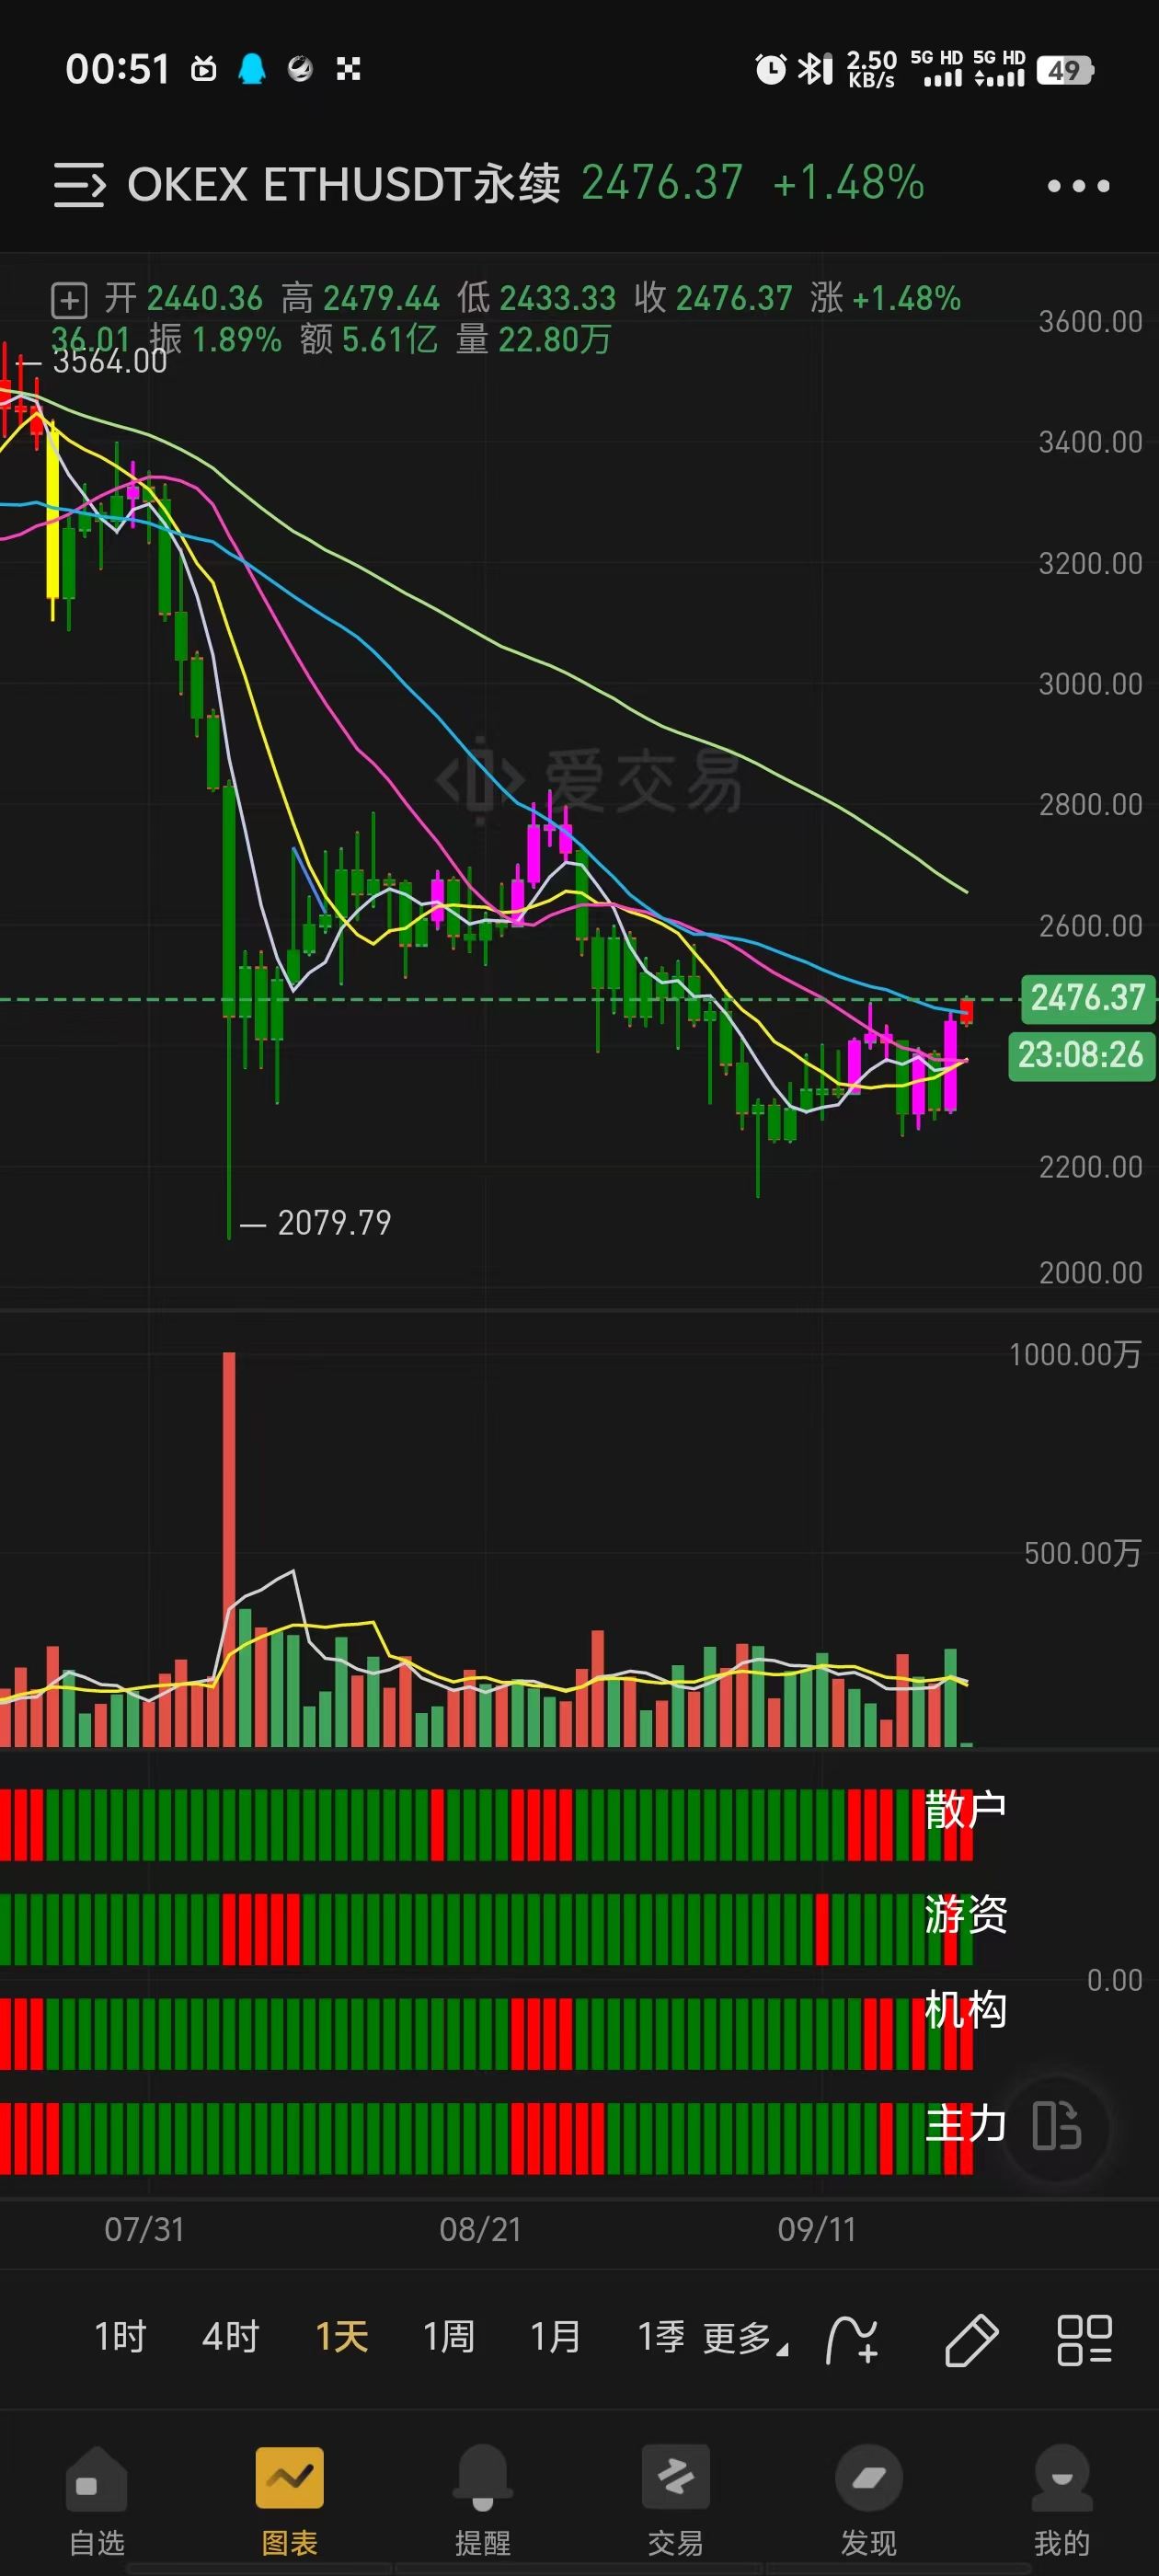 00:51 2.50 KB/s 5G HD 5G HD 49
OKEX ETHUSDT永续 2476.37 +1.48%
开 2440.36 高 2479.44 低 2433.33 收 2476.37 涨 +1.48%
36.01 振 1.89% 额 5.61亿 量 22.80万
3600.00
3564.00
3400.00
3200.00
3000.00
爱交易
2800.00
2600.00
2476.37
23:08:26
2200.00
2079.79
2000.00
1000.00万
500.00万
散户
游资
0.00
机构
主力
07/31 08/21 09/11
1时 4时 1天 1周 1月 1季 更多
自选 图表 提醒 交易 发现 我的